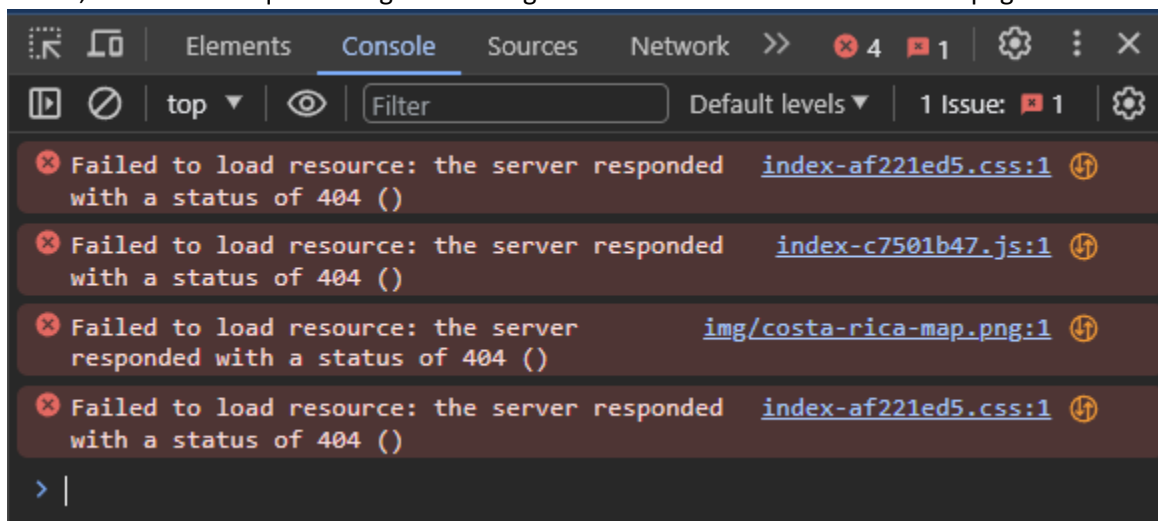 Elements Console Sources Network 4 1
top Filter Default levels 1 Issue: 1
Failed to load resource: the server responded index-af221ed5.css:1
with a status of 404 ()
Failed to load resource: the server responded index-c7501b47.js:1
with a status of 404 ()
Failed to load resource: the server img/costa-rica-map.png:1
responded with a status of 404 ()
Failed to load resource: the server responded index-af221ed5.css:1
with a status of 404 ()
>